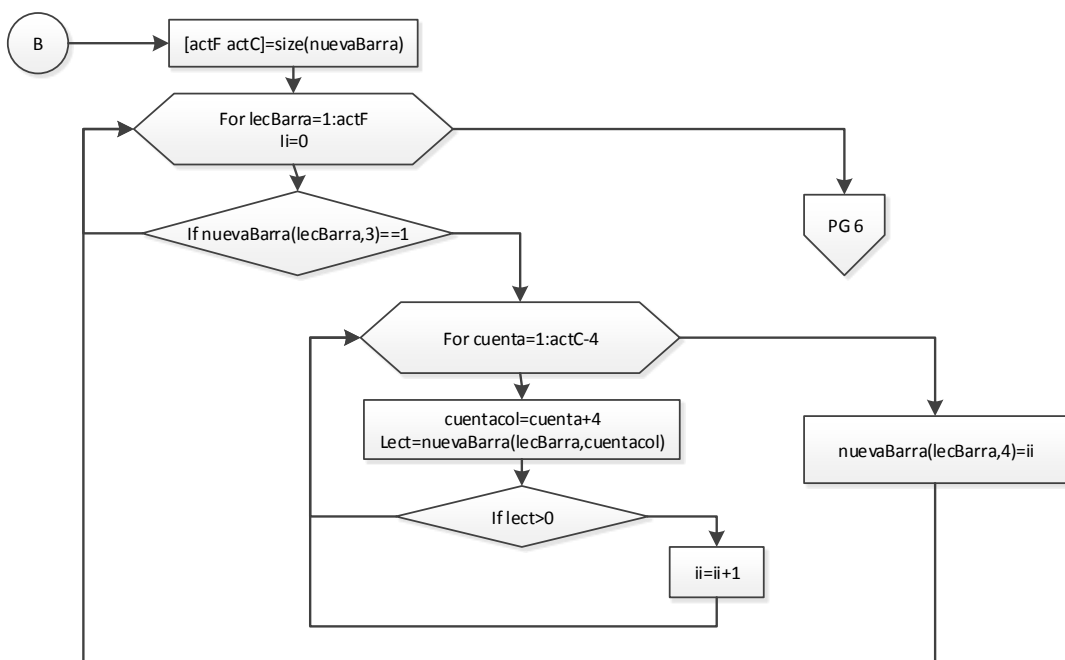 B
[actF actC]=size(nuevaBarra)
For lecBarra=1:actF
Ii=0
If nuevaBarra(lecBarra,3)==1
PG 6
For cuenta=1:actC-4
cuentacol=cuenta+4
Lect=nuevaBarra(lecBarra,cuentacol)
nuevaBarra(lecBarra,4)=ii
If lect>0
ii=ii+1